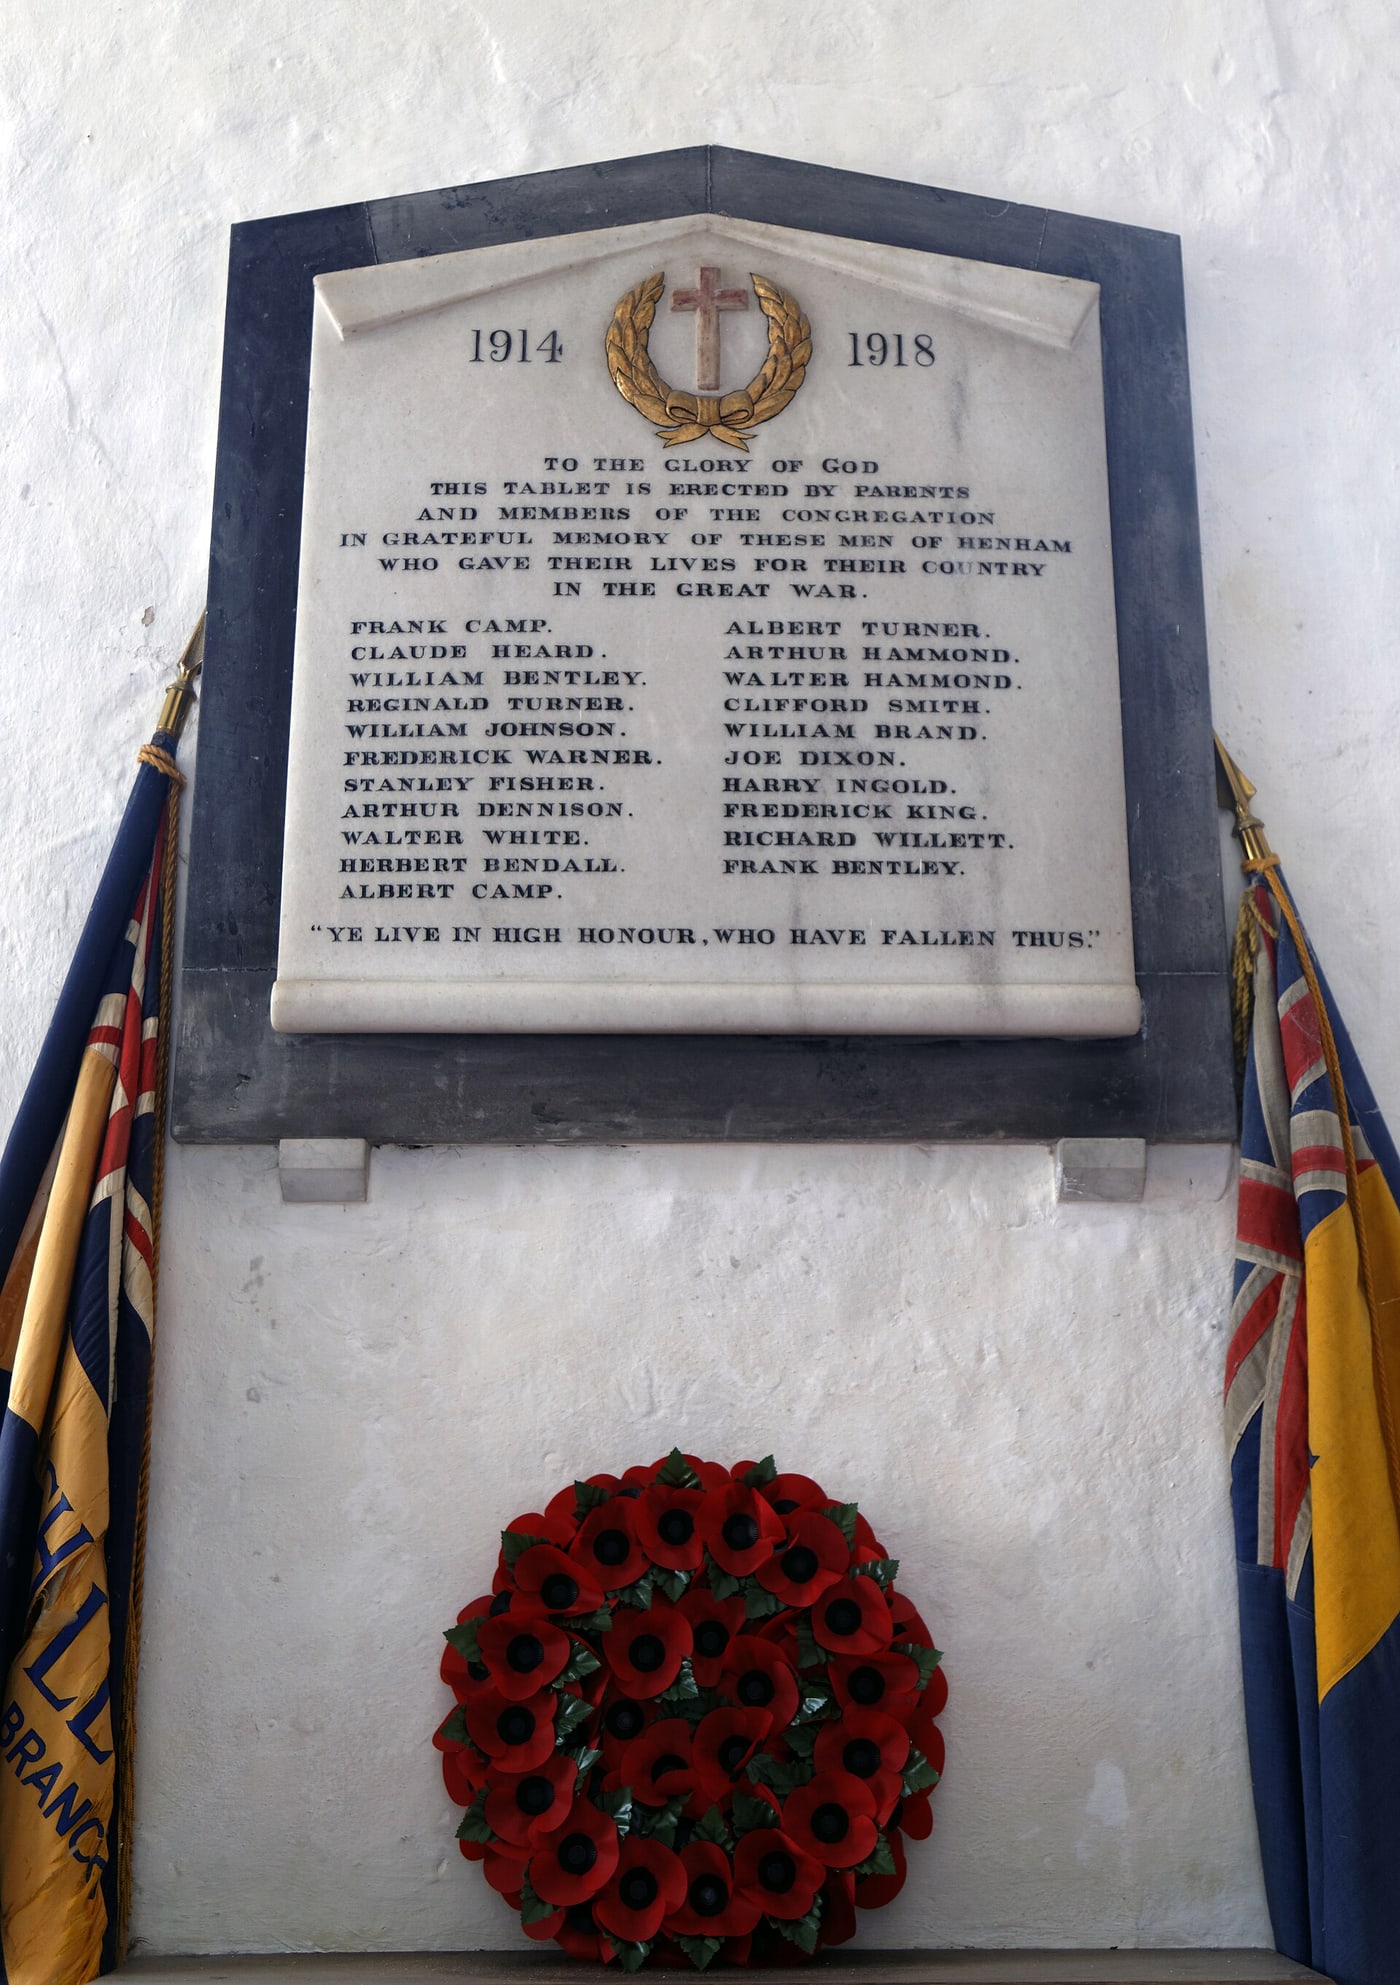 1914 1918
TO THE GLORY OF GOD
THIS TABLET IS ERECTED BY PARENTS
AND MEMBERS OF THE CONGREGATION
IN GRATEFUL MEMORY OF THESE MEN OF HENHAM
WHO GAVE THEIR LIVES FOR THEIR COUNTRY
IN THE GREAT WAR.
FRANK CAMP.
CLAUDE HEARD.
WILLIAM BENTLEY.
REGINALD TURNER.
WILLIAM JOHNSON.
FREDERICK WARNER.
STANLEY FISHER.
ARTHUR DENNISON.
WALTER WHITE.
HERBERT BENDALL.
ALBERT CAMP.
ALBERT TURNER.
ARTHUR HAMMOND.
WALTER HAMMOND.
CLIFFORD SMITH.
WILLIAM BRAND.
JOE DIXON.
HARRY INGOLD.
FREDERICK KING.
RICHARD WILLETT.
FRANK BENTLEY.
"YE LIVE IN HIGH HONOUR, WHO HAVE FALLEN THUS."
BRANCH